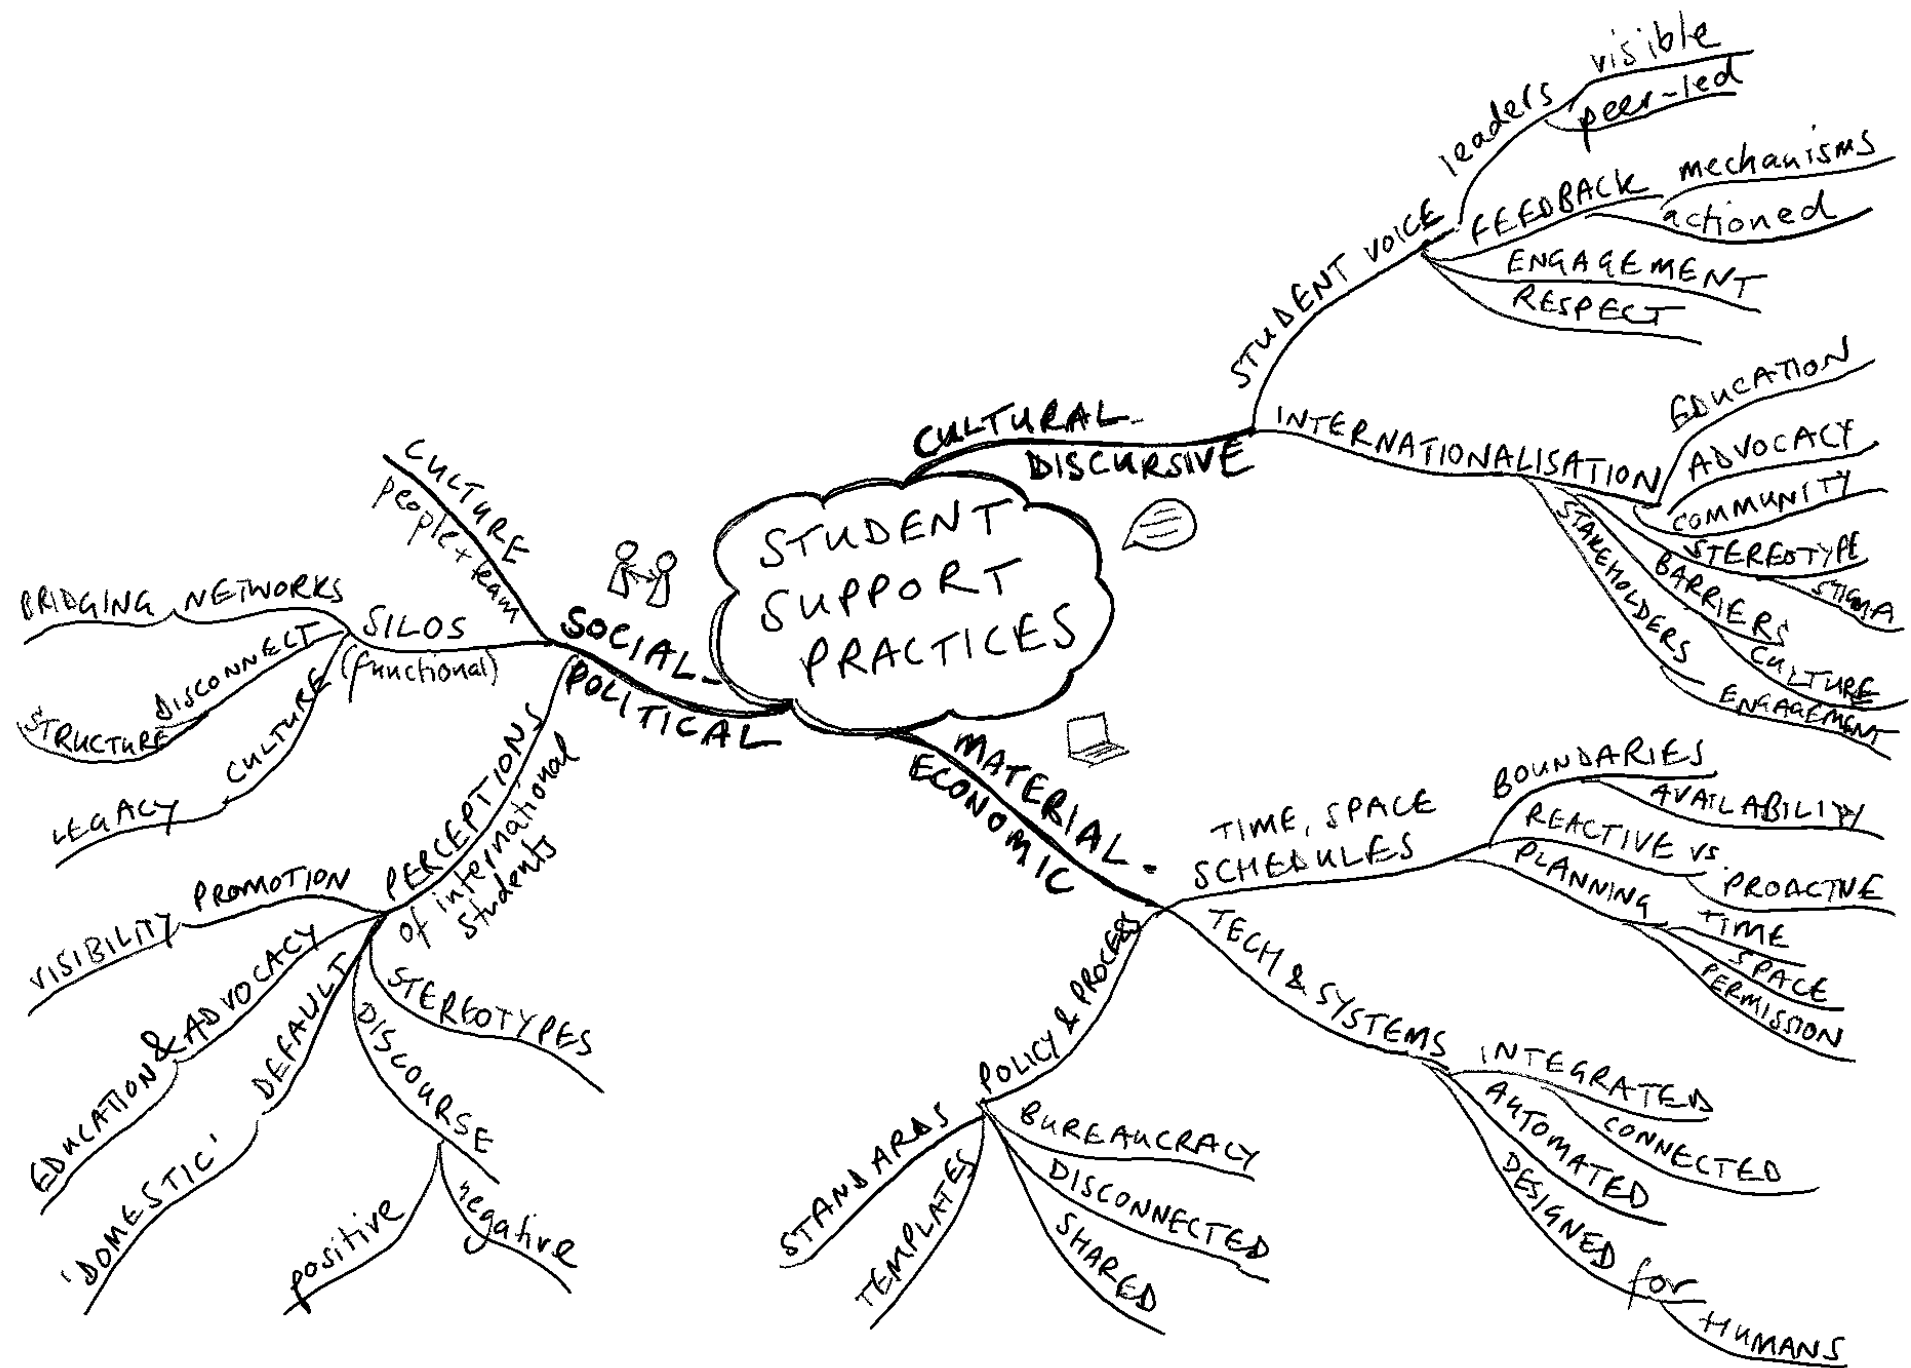 STUDENT
SUPPORT
PRACTICES
CULTURAL-
DISCURSIVE
STUDENT VOICE
leaders
visible
peer-led
FEEDBACK
mechanisms
actioned
ENGAGEMENT
RESPECT
INTERNATIONALISATION
EDUCATION
ADVOCACY
COMMUNITY
STEREOTYPE
STIGMA
BARRIERS
CULTURE
STAKEHOLDERS
ENGAGEMENT
MATERIAL-
ECONOMIC
TIME, SPACE
SCHEDULES
BOUNDARIES
AVAILABILITY
REACTIVE vs.
PROACTIVE
PLANNING
TIME
SPACE
PERMISSION
TECH & SYSTEMS
INTEGRATED
CONNECTED
AUTOMATED
DESIGNED for
HUMANS
POLICY & PROCESS
BUREAUCRACY
DISCONNECTED
SHARED
TEMPLATES
STANDARDS
SOCIAL-
POLITICAL
CULTURE
people + team
SILOS
(functional)
NETWORKS
BRIDGING
DISCONNECT
STRUCTURE
CULTURE
LEGACY
PERCEPTIONS
of international
students
PROMOTION
VISIBILITY
EDUCATION & ADVOCACY
DEFAULT
'DOMESTIC'
DISCOURSE
positive
negative
STEREOTYPES